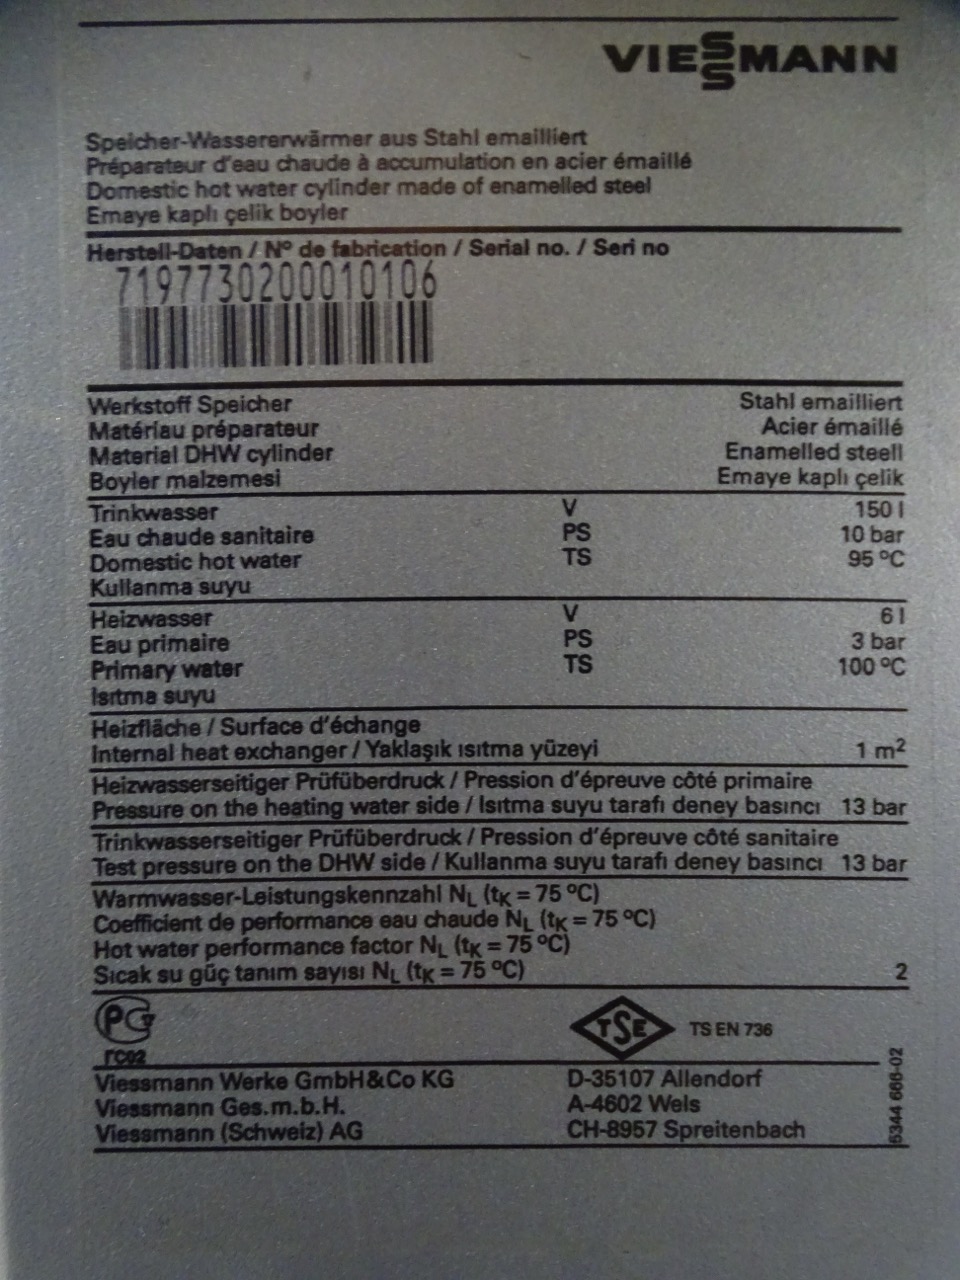 VIESSMANN
Speicher-Wassererwärmer aus Stahl emailliert
Préparateur d'eau chaude à accumulation en acier émaillé
Domestic hot water cylinder made of enamelled steel
Emaye kaplı çelik boyler
Herstell-Daten / Nº de fabrication / Serial no. / Seri no
7197730200010106
Werkstoff Speicher Stahl emailliert
Matériau préparateur Acier émaillé
Material DHW cylinder Enamelled steell
Boyler malzemesi Emaye kaplı çelik
Trinkwasser V 150 l
Eau chaude sanitaire PS 10 bar
Domestic hot water TS 95 ºC
Kullanma suyu
Heizwasser V 6 l
Eau primaire PS 3 bar
Primary water TS 100 ºC
Isıtma suyu
Heizfläche / Surface d'échange
Internal heat exchanger / Yaklaşık ısıtma yüzeyi 1 m²
Heizwasserseitiger Prüfüberdruck / Pression d'épreuve côté primaire
Pressure on the heating water side / Isıtma suyu tarafı deney basıncı 13 bar
Trinkwasserseitiger Prüfüberdruck / Pression d'épreuve côté sanitaire
Test pressure on the DHW side / Kullanma suyu tarafı deney basıncı 13 bar
Warmwasser-Leistungskennzahl NL (tK = 75 ºC)
Coefficient de performance eau chaude NL (tK = 75 ºC)
Hot water performance factor NL (tK = 75 ºC)
Sıcak su güç tanım sayısı NL (tK = 75 ºC) 2
PG TSE TS EN 736
ГС02
Viessmann Werke GmbH&Co KG D-35107 Allendorf
Viessmann Ges.m.b.H. A-4602 Wels
Viessmann (Schweiz) AG CH-8957 Spreitenbach
5344 666-02